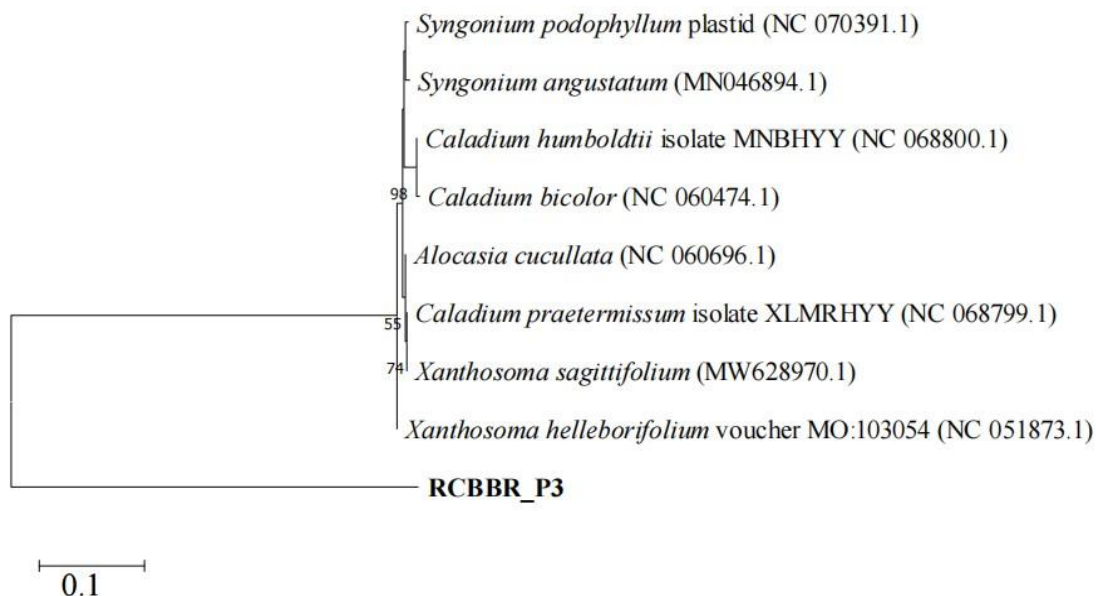 Syngonium podophyllum plastid (NC 070391.1)
Syngonium angustatum (MN046894.1)
Caladium humboldtii isolate MNBHYY (NC 068800.1)
98
Caladium bicolor (NC 060474.1)
Alocasia cucullata (NC 060696.1)
Caladium praetermissum isolate XLMRHYY (NC 068799.1)
55
74
Xanthosoma sagittifolium (MW628970.1)
Xanthosoma helleborifolium voucher MO:103054 (NC 051873.1)
RCBBR_P3
0.1